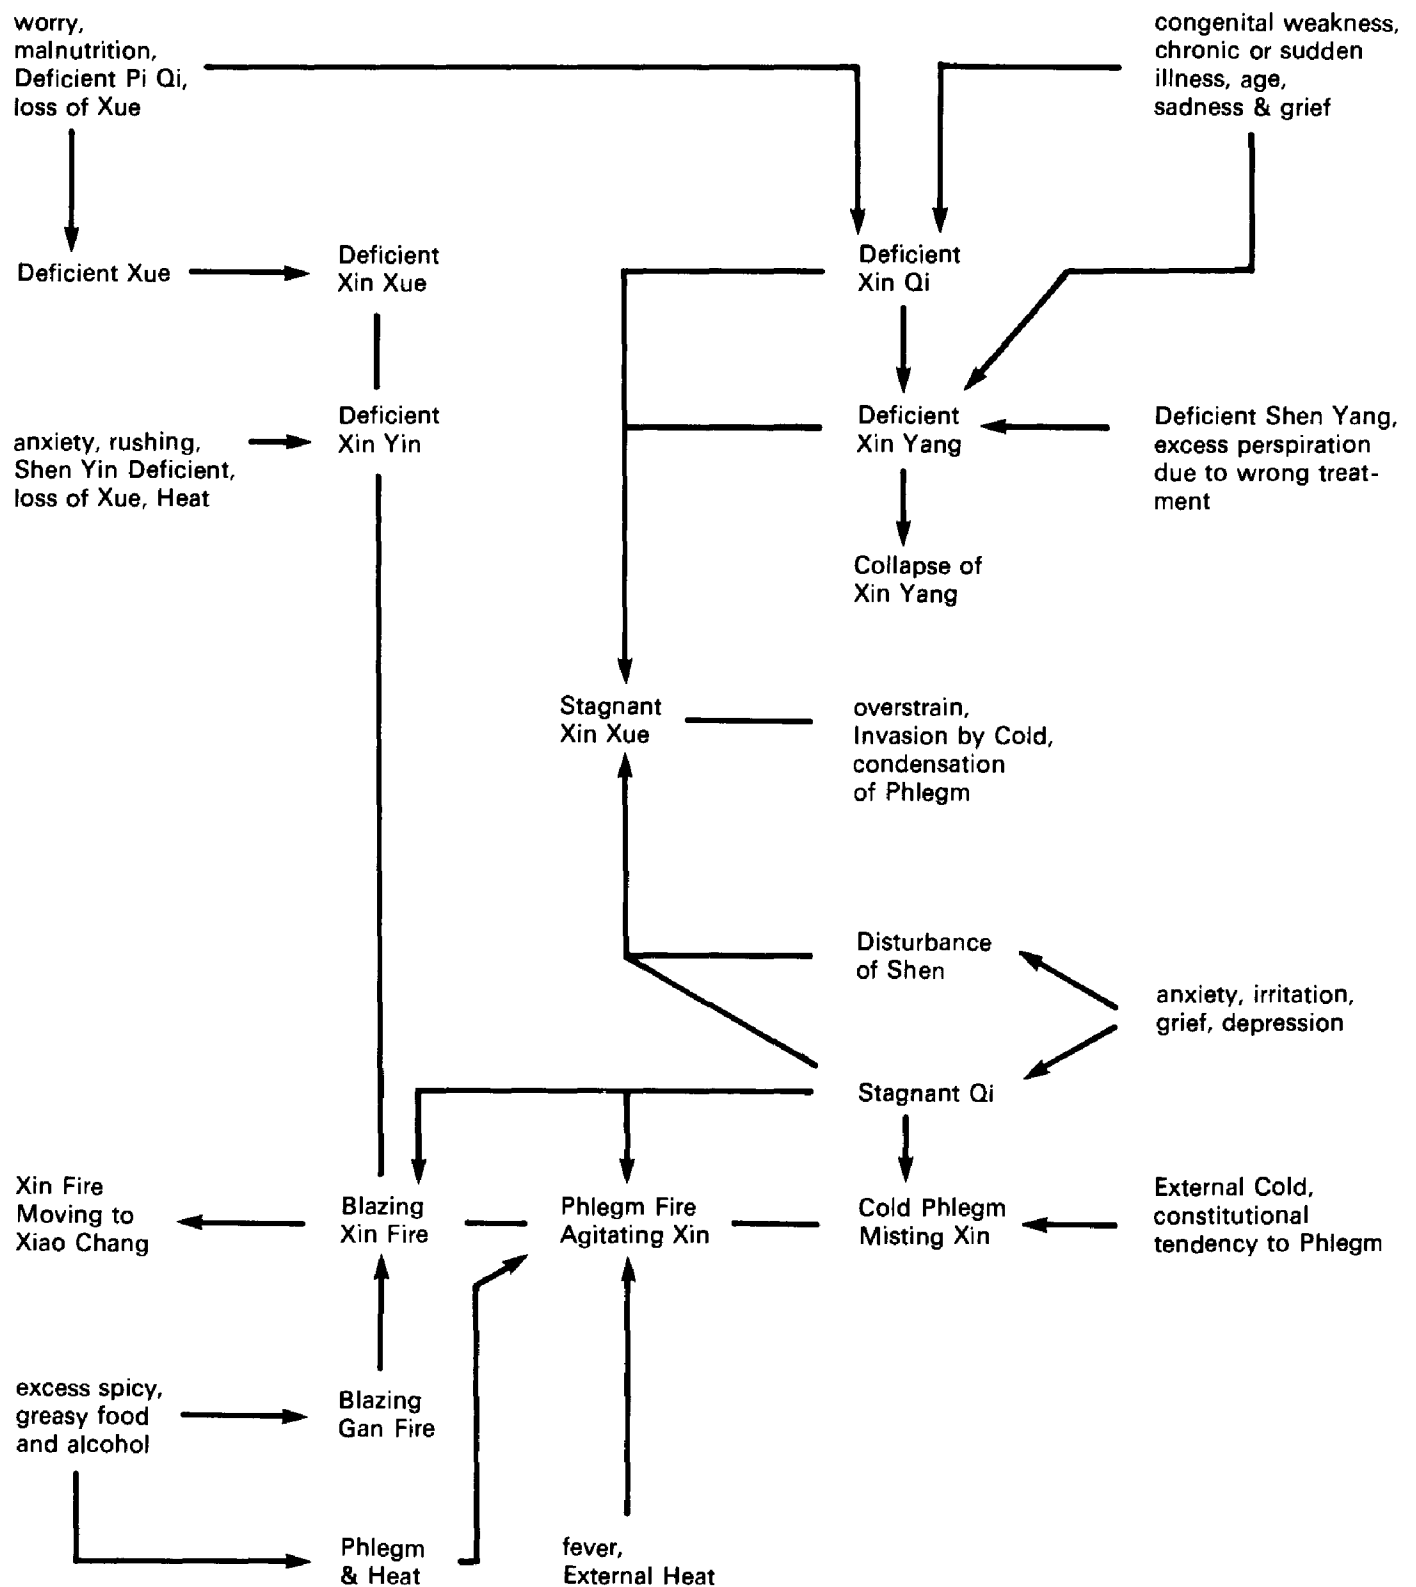 worry,
malnutrition,
Deficient Pi Qi,
loss of Xue
congenital weakness,
chronic or sudden
illness, age,
sadness & grief
Deficient Xue
Deficient
Xin Xue
Deficient
Xin Qi
anxiety, rushing,
Shen Yin Deficient,
loss of Xue, Heat
Deficient
Xin Yin
Deficient
Xin Yang
Deficient Shen Yang,
excess perspiration
due to wrong treat-
ment
Collapse of
Xin Yang
Stagnant
Xin Xue
overstrain,
Invasion by Cold,
condensation
of Phlegm
Disturbance
of Shen
anxiety, irritation,
grief, depression
Stagnant Qi
Xin Fire
Moving to
Xiao Chang
Blazing
Xin Fire
Phlegm Fire
Agitating Xin
Cold Phlegm
Misting Xin
External Cold,
constitutional
tendency to Phlegm
excess spicy,
greasy food
and alcohol
Blazing
Gan Fire
Phlegm
& Heat
fever,
External Heat